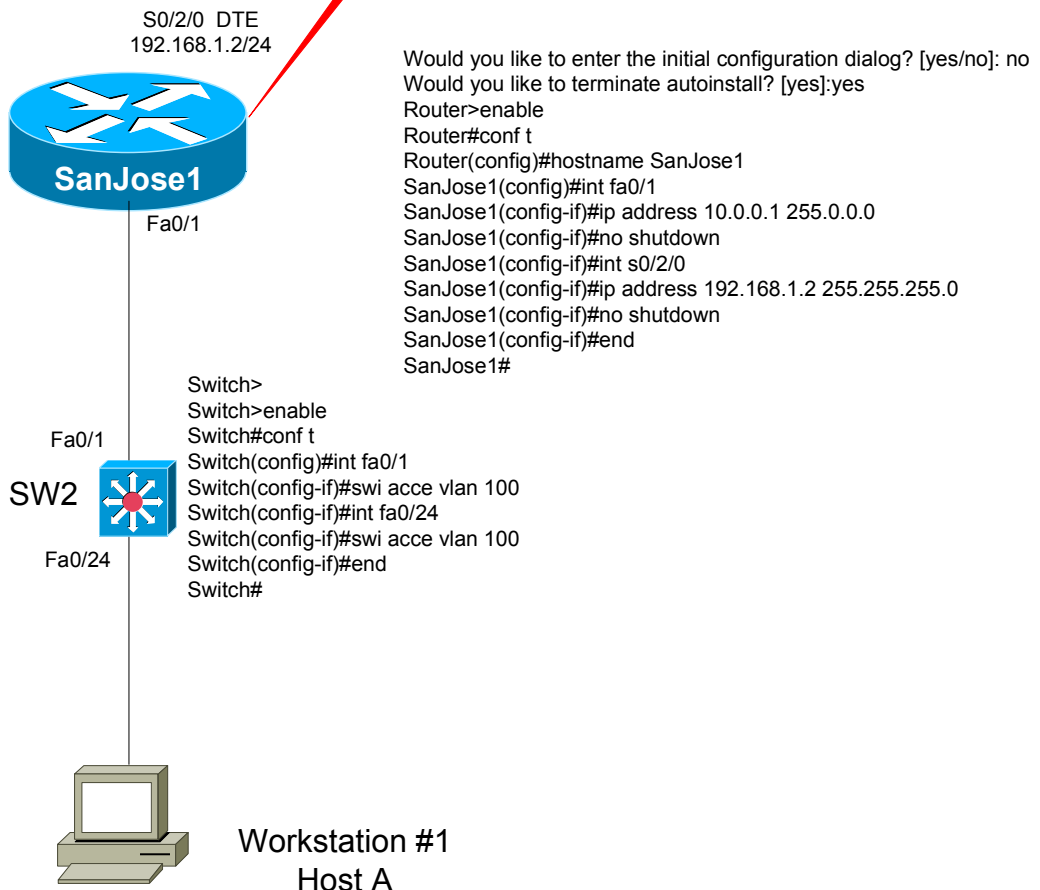 S0/2/0 DTE
192.168.1.2/24
SanJose1
Fa0/1
Would you like to enter the initial configuration dialog? [yes/no]: no
Would you like to terminate autoinstall? [yes]:yes
Router>enable
Router#conf t
Router(config)#hostname SanJose1
SanJose1(config)#int fa0/1
SanJose1(config-if)#ip address 10.0.0.1 255.0.0.0
SanJose1(config-if)#no shutdown
SanJose1(config-if)#int s0/2/0
SanJose1(config-if)#ip address 192.168.1.2 255.255.255.0
SanJose1(config-if)#no shutdown
SanJose1(config-if)#end
SanJose1#
Fa0/1
SW2
Fa0/24
Switch>
Switch>enable
Switch#conf t
Switch(config)#int fa0/1
Switch(config-if)#swi acce vlan 100
Switch(config-if)#int fa0/24
Switch(config-if)#swi acce vlan 100
Switch(config-if)#end
Switch#
Workstation #1
Host A